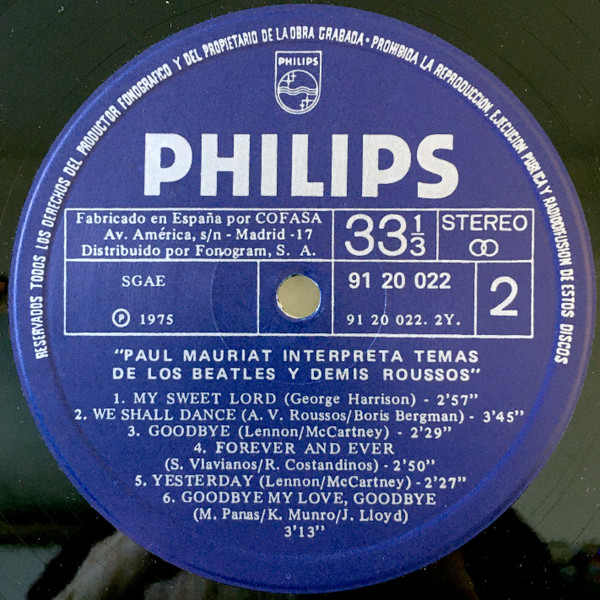 RESERVADOS TODOS LOS DERECHOS DEL PRODUCTOR FONOGRAFICO Y DEL PROPIETARIO DE LA OBRA GRABADA • PROHIBIDA LA REPRODUCCION, EJECUCION PUBLICA Y RADIODIFUSION DE ESTOS DISCOS
PHILIPS
PHILIPS
Fabricado en España por COFASA
Av. América, s/n - Madrid -17
Distribuido por Fonogram, S. A.
33 1/3
STEREO
SGAE
Ⓟ 1975
91 20 022
91 20 022. 2Y.
2
"PAUL MAURIAT INTERPRETA TEMAS
DE LOS BEATLES Y DEMIS ROUSSOS"
1. MY SWEET LORD (George Harrison) - 2'57"
2. WE SHALL DANCE (A. V. Roussos/Boris Bergman) - 3'45"
3. GOODBYE (Lennon/McCartney) - 2'29"
4. FOREVER AND EVER
(S. Vlavianos/R. Costandinos) - 2'50"
5. YESTERDAY (Lennon/McCartney) - 2'27"
6. GOODBYE MY LOVE, GOODBYE
(M. Panas/K. Munro/J. Lloyd)
3'13"